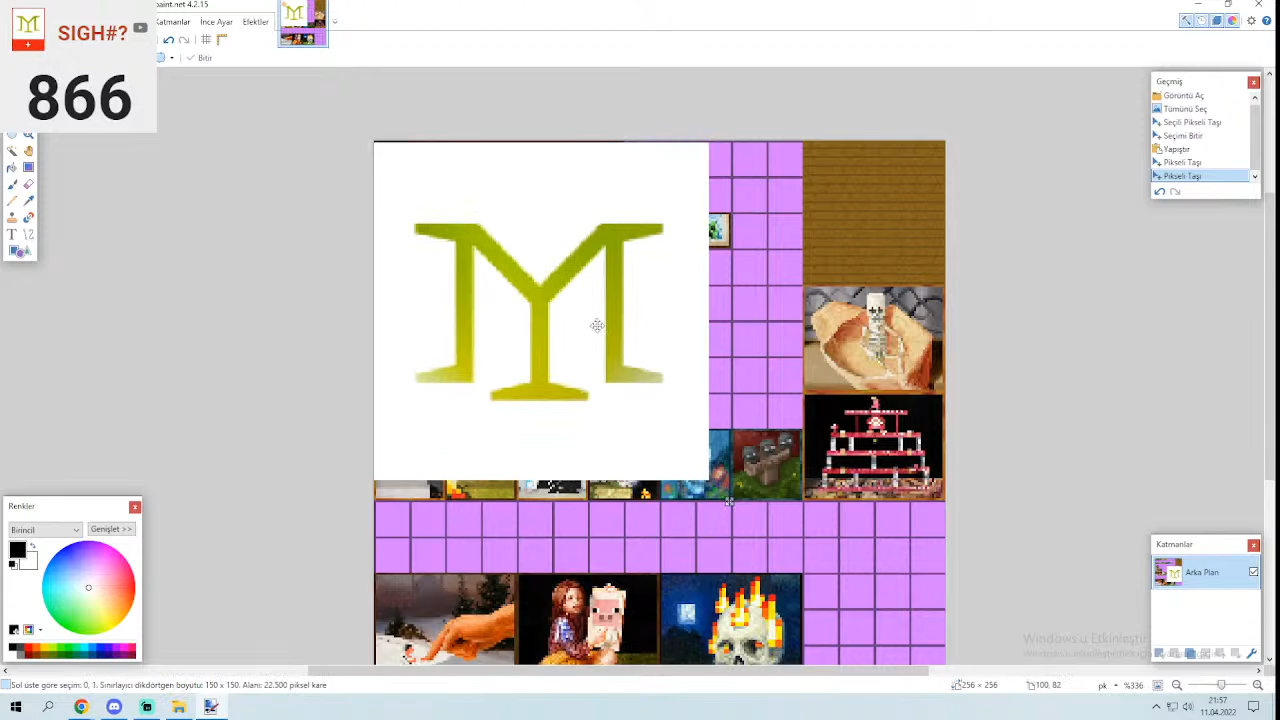 paint.net 4.2.15
SIGH#?
866
Katmanlar İnce Ayar Efektler
Bitir
Geçmiş
Görüntü Aç
Tümünü Seç
Seçili Pikseli Taşı
Seçimi Bitir
Yapıştır
Pikseli Taşı
Pikseli Taşı
Renkler
Birincil
Genişlet >>
Katmanlar
Arka Plan
Windows'u Etkinleştir
Sol üste göre seçim: 0, 1. Sınırlayıcı dikdörtgen boyutu: 150 x 150. Alanı: 22.500 piksel kare
256 × 256
100, 82
pk
%336
21:57
11.04.2022